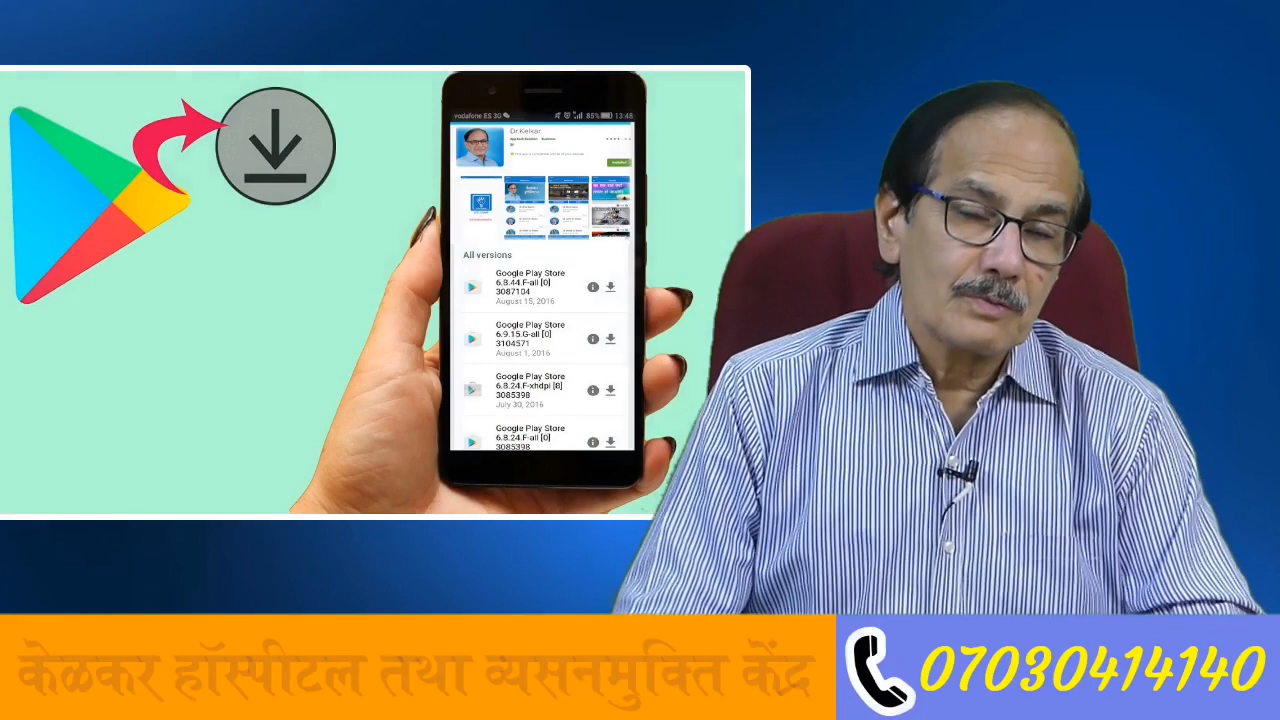 vodafone ES 3G
85% 13:48
Dr.Kelkar
All versions
Google Play Store
6.8.44.F-all [0]
3087104
August 15, 2016
Google Play Store
6.9.15.G-all [0]
3104571
August 1, 2016
Google Play Store
6.8.24.F-xhdpi [8]
3085398
July 30, 2016
Google Play Store
6.8.24.F-all [0]
3085398
केळकर हॉस्पीटल तथा व्यसनमुक्ति केंद्र
07030414140